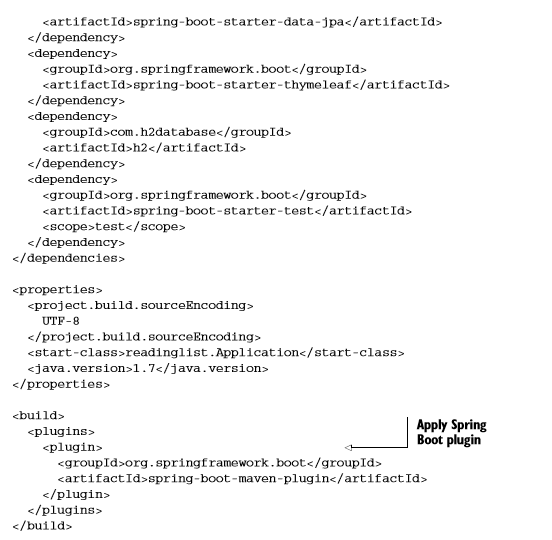 <artifactId>spring-boot-starter-data-jpa</artifactId>
  </dependency>
  <dependency>
    <groupId>org.springframework.boot</groupId>
    <artifactId>spring-boot-starter-thymeleaf</artifactId>
  </dependency>
  <dependency>
    <groupId>com.h2database</groupId>
    <artifactId>h2</artifactId>
  </dependency>
  <dependency>
    <groupId>org.springframework.boot</groupId>
    <artifactId>spring-boot-starter-test</artifactId>
    <scope>test</scope>
  </dependency>
</dependencies>

<properties>
  <project.build.sourceEncoding>
    UTF-8
  </project.build.sourceEncoding>
  <start-class>readinglist.Application</start-class>
  <java.version>1.7</java.version>
</properties>

<build>
  <plugins>
    <plugin>
Apply Spring
Boot plugin
      <groupId>org.springframework.boot</groupId>
      <artifactId>spring-boot-maven-plugin</artifactId>
    </plugin>
  </plugins>
</build>